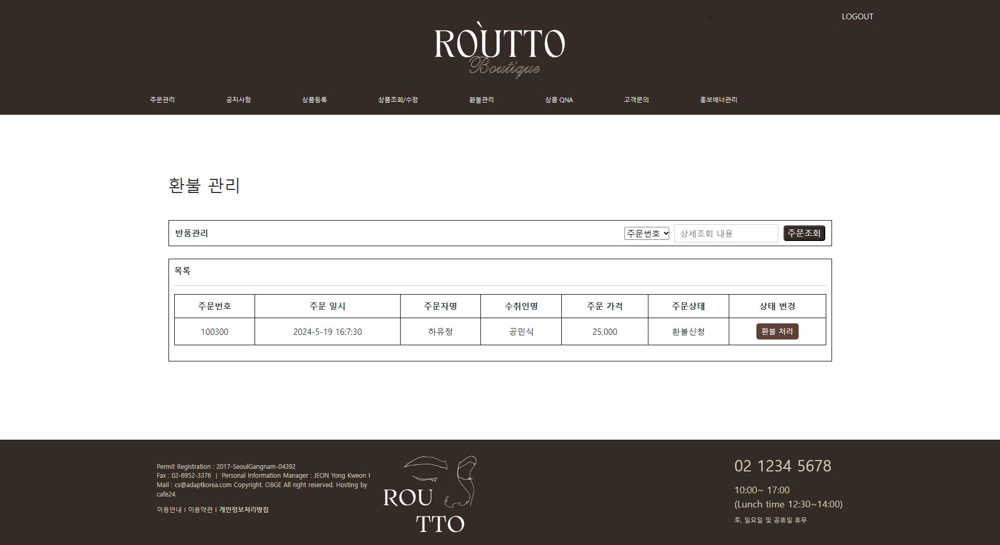 LOGOUT
ROÙTTO
Boutique
주문관리 공지사항 상품등록 상품조회/수정 환불관리 상품 QNA 고객문의 홍보배너관리
환불 관리
반품관리 주문번호 상세조회 내용 주문조회
목록
주문번호 주문 일시 주문자명 수취인명 주문 가격 주문상태 상태 변경
100300 2024-5-19 16:7:30 하유정 공민식 25,000 환불신청 환불 처리
Permit Registration : 2017-SeoulGangnam-04392
Fax : 02-6952-3376 | Personal Information Manager : JEON Yong Kweon I
Mail : cs@adaptkorea.com Copyright. OBGE All right reserved. Hosting by
cafe24.
이용안내 I 이용약관 I 개인정보처리방침
ROU
TTO
02 1234 5678
10:00~ 17:00
(Lunch time 12:30~14:00)
토, 일요일 및 공휴일 휴무